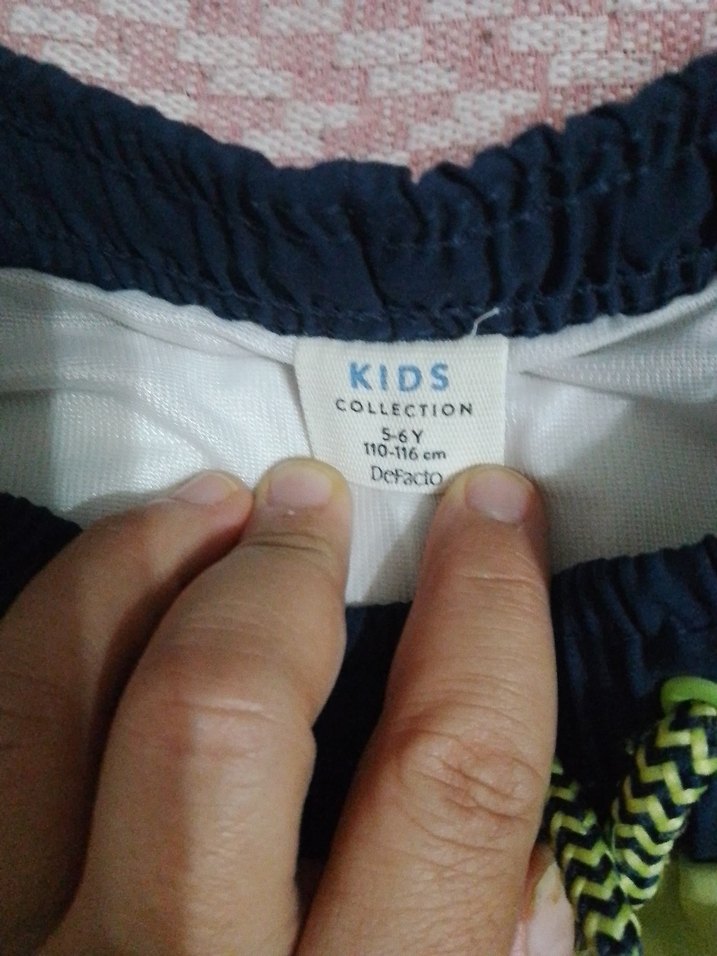 KIDS
COLLECTION
5-6 Y
110-116 cm
DeFacto